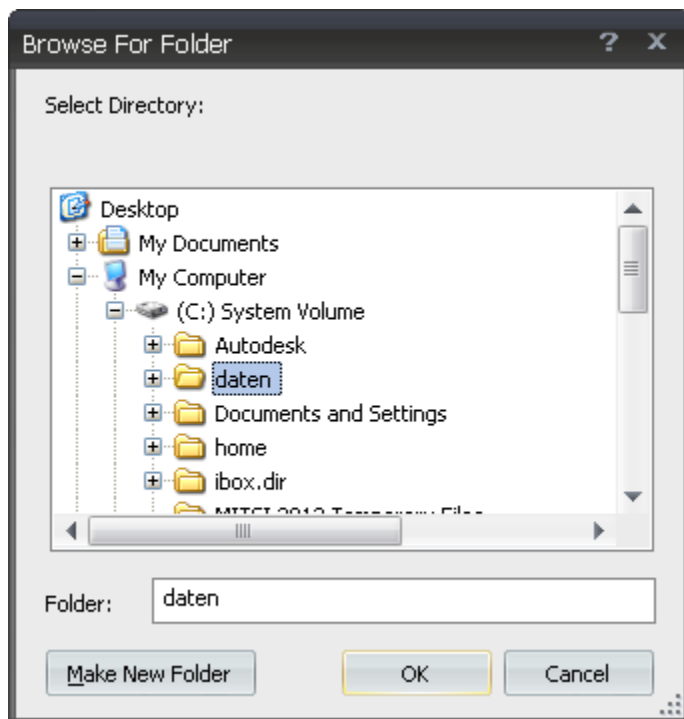 Browse For Folder
Select Directory:
Desktop
My Documents
My Computer
(C:) System Volume
Autodesk
daten
Documents and Settings
home
ibox.dir
Folder:
daten
Make New Folder
OK
Cancel